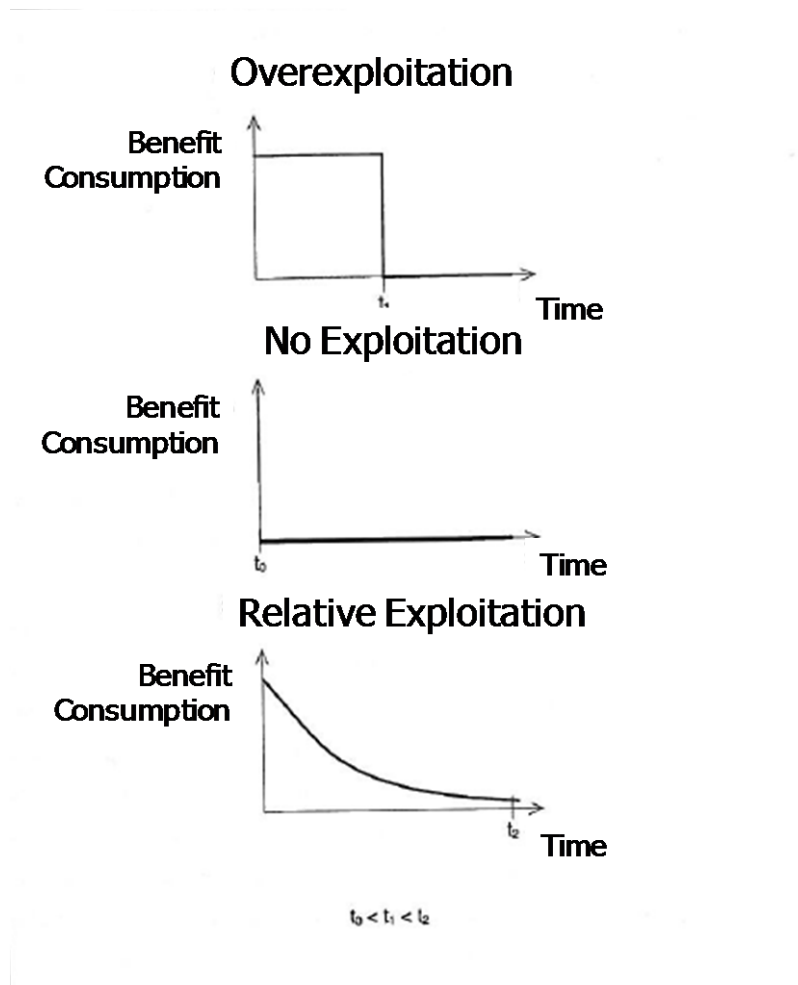 Overexploitation
Benefit
Consumption
t₁
Time
No Exploitation
Benefit
Consumption
t₀
Time
Relative Exploitation
Benefit
Consumption
t₂
Time
t₀ < t₁ < t₂